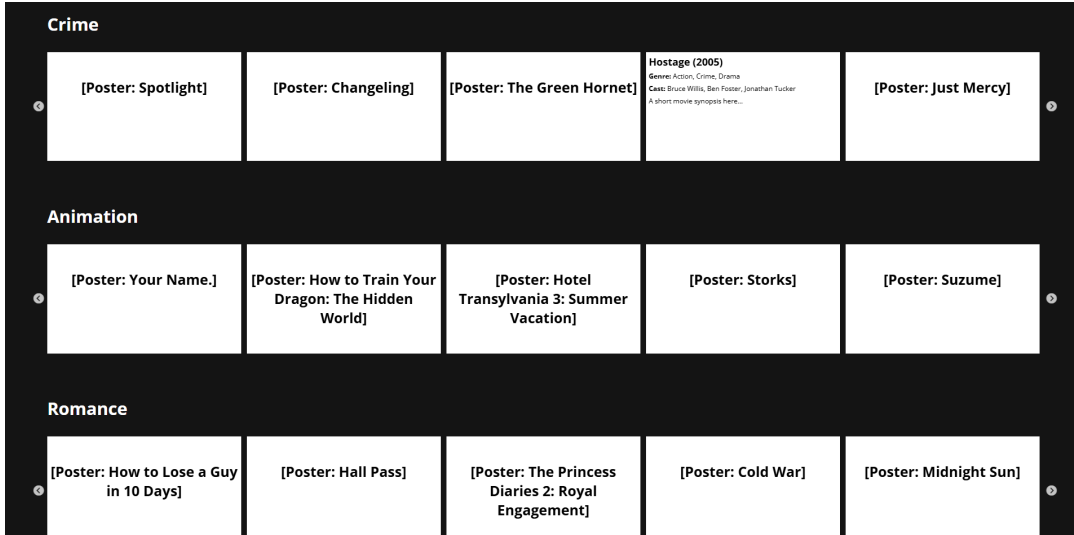 Crime
[Poster: Spotlight]
[Poster: Changeling]
[Poster: The Green Hornet]
Hostage (2005)
Genre: Action, Crime, Drama
Cast: Bruce Willis, Ben Foster, Jonathan Tucker
A short movie synopsis here...
[Poster: Just Mercy]
Animation
[Poster: Your Name.]
[Poster: How to Train Your
Dragon: The Hidden
World]
[Poster: Hotel
Transylvania 3: Summer
Vacation]
[Poster: Storks]
[Poster: Suzume]
Romance
[Poster: How to Lose a Guy
in 10 Days]
[Poster: Hall Pass]
[Poster: The Princess
Diaries 2: Royal
Engagement]
[Poster: Cold War]
[Poster: Midnight Sun]